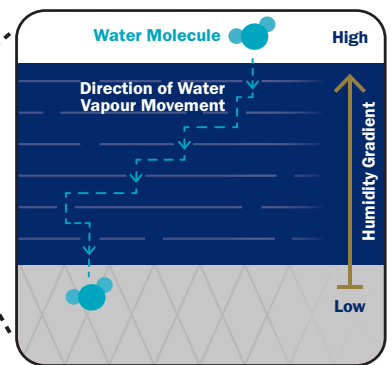 Water Molecule
High
Direction of Water
Vapour Movement
Humidity Gradient
Low